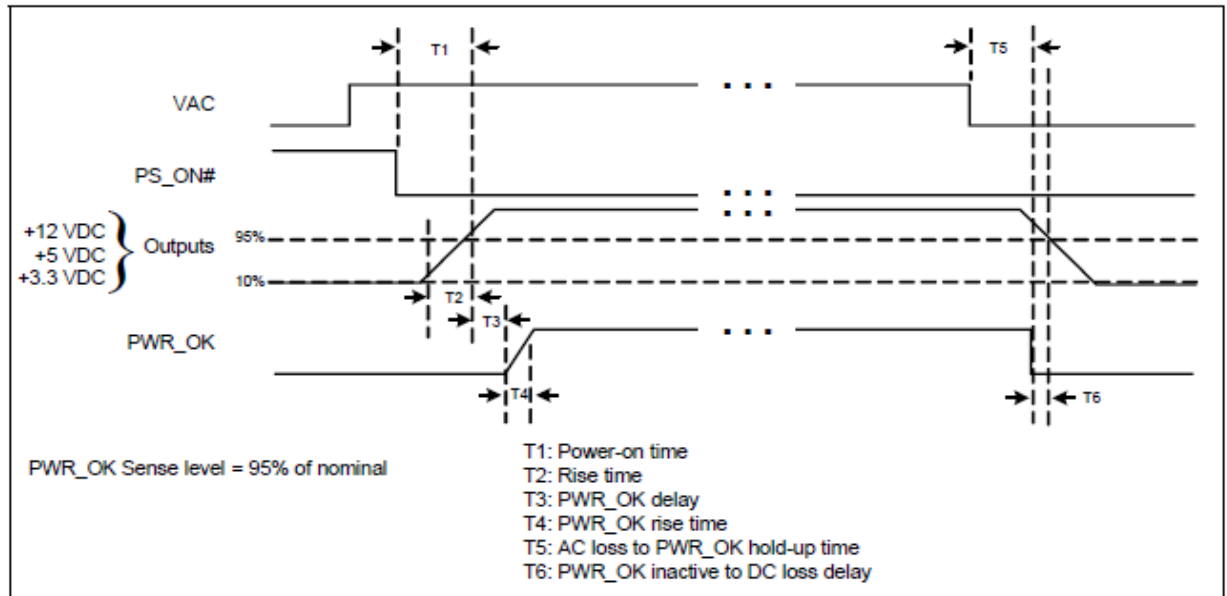 T1
T5
VAC
PS_ON#
+12 VDC
+5 VDC
+3.3 VDC
Outputs
95%
10%
T2
T3
PWR_OK
T4
T6
PWR_OK Sense level = 95% of nominal
T1: Power-on time
T2: Rise time
T3: PWR_OK delay
T4: PWR_OK rise time
T5: AC loss to PWR_OK hold-up time
T6: PWR_OK inactive to DC loss delay